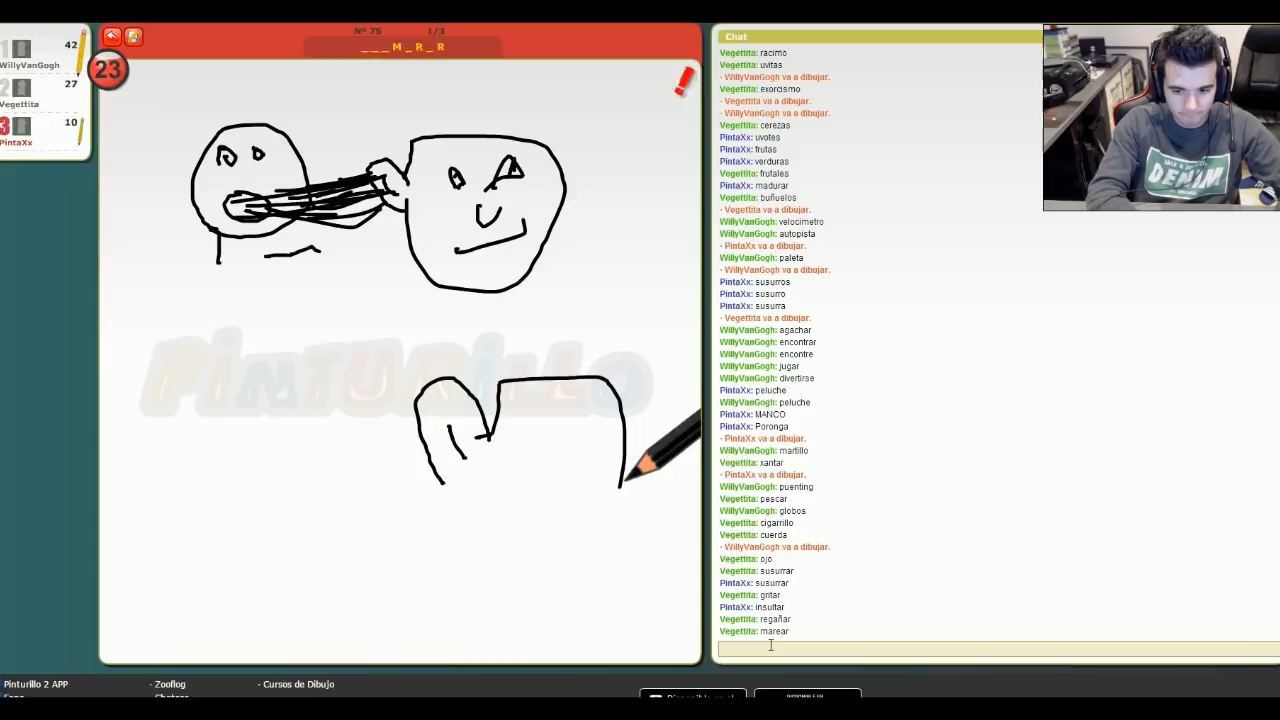 Nº 75 1/3
_ _ _ M _ R _ R
42
WillyVanGogh
27
Vegettita
3 10
PintaXx
23
PINTURILLO
Chat
Vegettita: racimo
Vegettita: uvitas
· WillyVanGogh va a dibujar.
Vegettita: exorcismo
· Vegettita va a dibujar.
· WillyVanGogh va a dibujar.
Vegettita: cerezas
PintaXx: uvotes
PintaXx: frutas
PintaXx: verduras
Vegettita: frutales
PintaXx: madurar
Vegettita: buñuelos
· Vegettita va a dibujar.
WillyVanGogh: velocimetro
WillyVanGogh: autopista
· PintaXx va a dibujar.
WillyVanGogh: paleta
· WillyVanGogh va a dibujar.
PintaXx: susurros
PintaXx: susurro
PintaXx: susurra
· Vegettita va a dibujar.
WillyVanGogh: agachar
WillyVanGogh: encontrar
WillyVanGogh: encontre
WillyVanGogh: jugar
WillyVanGogh: divertirse
PintaXx: peluche
WillyVanGogh: peluche
PintaXx: MANCO
PintaXx: Poronga
· PintaXx va a dibujar.
WillyVanGogh: martillo
Vegettita: xantar
· PintaXx va a dibujar.
WillyVanGogh: puenting
Vegettita: pescar
WillyVanGogh: globos
Vegettita: cigarrillo
Vegettita: cuerda
· WillyVanGogh va a dibujar.
Vegettita: ojo
Vegettita: susurrar
PintaXx: susurrar
Vegettita: gritar
PintaXx: insultar
Vegettita: regañar
Vegettita: marear
DENIM
Pinturillo 2 APP · Zooflog · Cursos de Dibujo